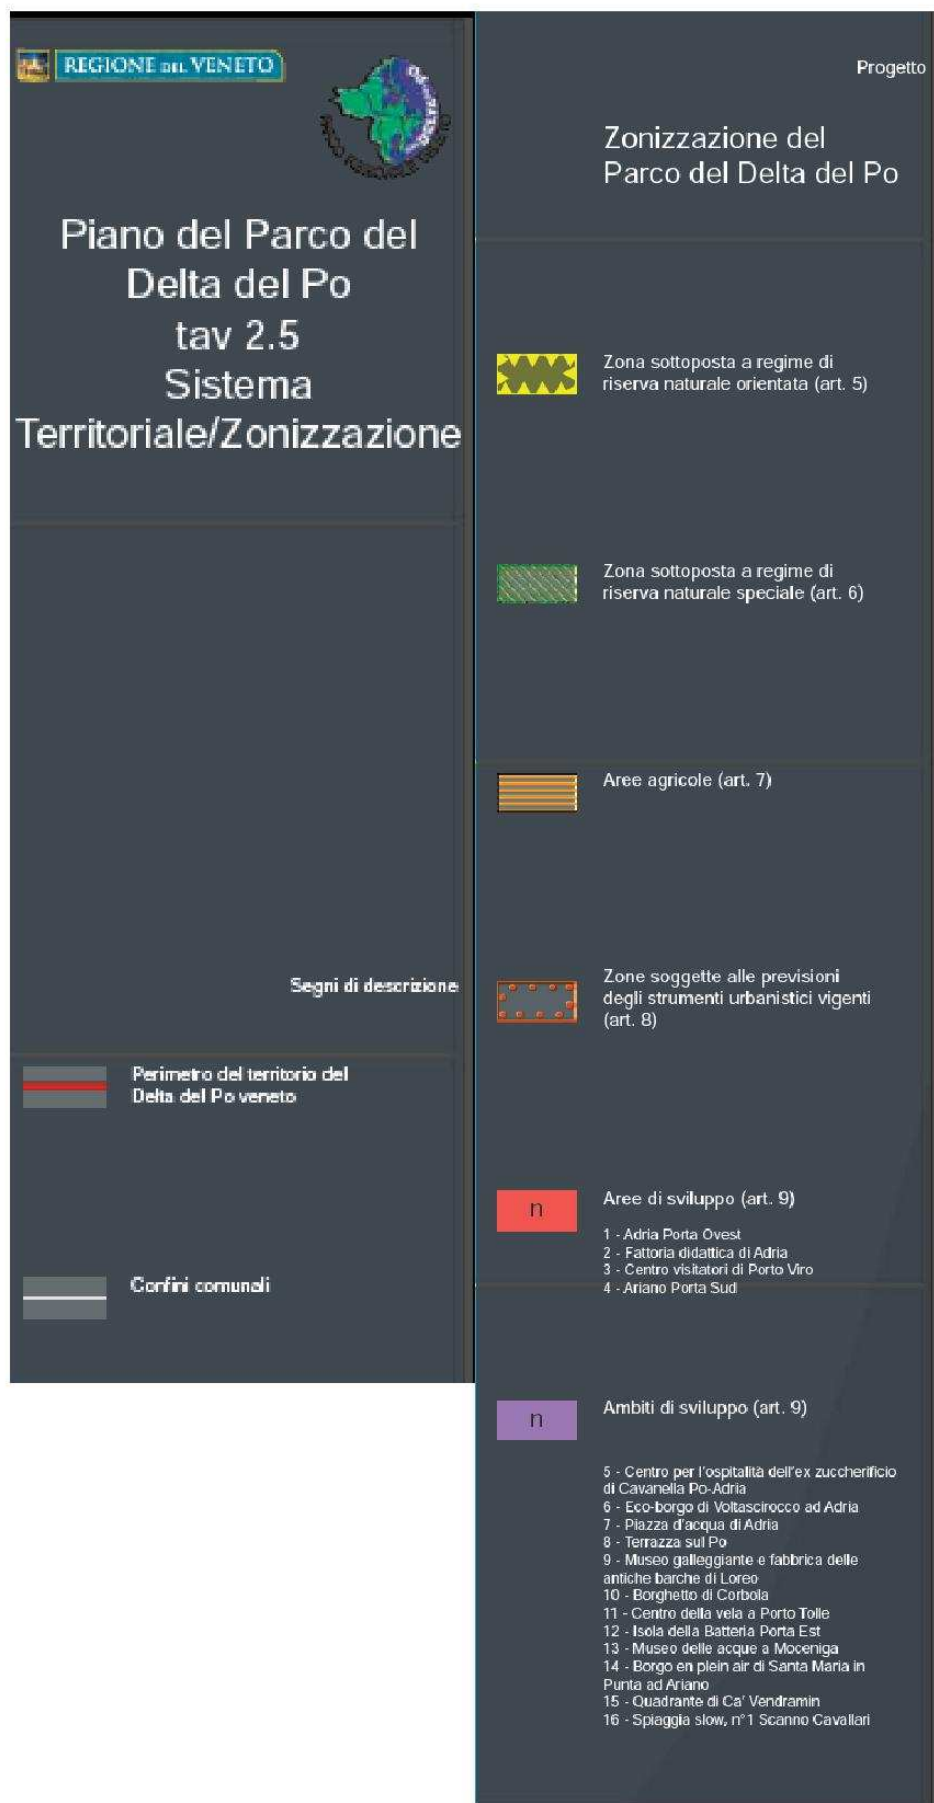 REGIONE DEL VENETO
Piano del Parco del
Delta del Po
tav 2.5
Sistema
Territoriale/Zonizzazione
Segni di descrizione
Perimetro del territorio del
Delta del Po veneto
Confini comunali
Progetto
Zonizzazione del
Parco del Delta del Po
Zona sottoposta a regime di
riserva naturale orientata (art. 5)
Zona sottoposta a regime di
riserva naturale speciale (art. 6)
Aree agricole (art. 7)
Zone soggette alle previsioni
degli strumenti urbanistici vigenti
(art. 8)
n
Aree di sviluppo (art. 9)
1 - Adria Porta Ovest
2 - Fattoria didattica di Adria
3 - Centro visitatori di Porto Viro
4 - Ariano Porta Sud
n
Ambiti di sviluppo (art. 9)
5 - Centro per l'ospitalità dell'ex zuccherificio
di Cavanella Po-Adria
6 - Eco-borgo di Voltascirocco ad Adria
7 - Piazza d'acqua di Adria
8 - Terrazza sul Po
9 - Museo galleggiante e fabbrica delle
antiche barche di Loreo
10 - Borghetto di Corbola
11 - Centro della vela a Porto Tolle
12 - Isola della Batteria Porta Est
13 - Museo delle acque a Moceniga
14 - Borgo en plein air di Santa Maria in
Punta ad Ariano
15 - Quadrante di Ca' Vendramin
16 - Spiaggia slow, n°1 Scanno Cavallari